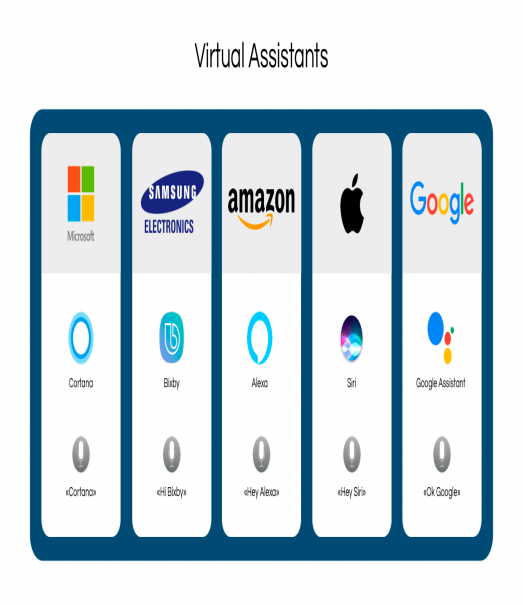 Virtual Assistants
Microsoft
SAMSUNG
ELECTRONICS
amazon
Google
Cortana
Bixby
Alexa
Siri
Google Assistant
«Cortana»
«Hi Bixby»
«Hey Alexa»
«Hey Siri»
«Ok Google»